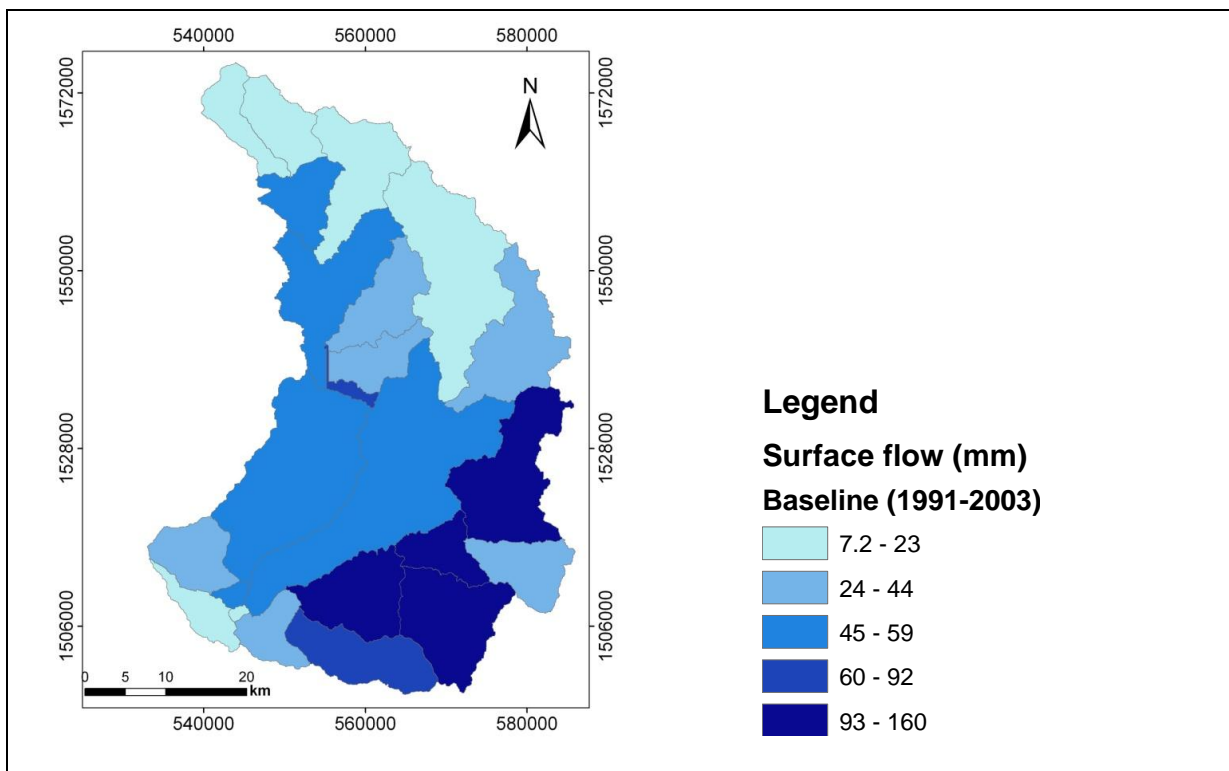 540000 560000 580000
N
1572000 1572000
1550000 1550000
1528000 1528000
1506000 1506000
0 5 10 20
km
540000 560000 580000
Legend
Surface flow (mm)
Baseline (1991-2003)
7.2 - 23
24 - 44
45 - 59
60 - 92
93 - 160